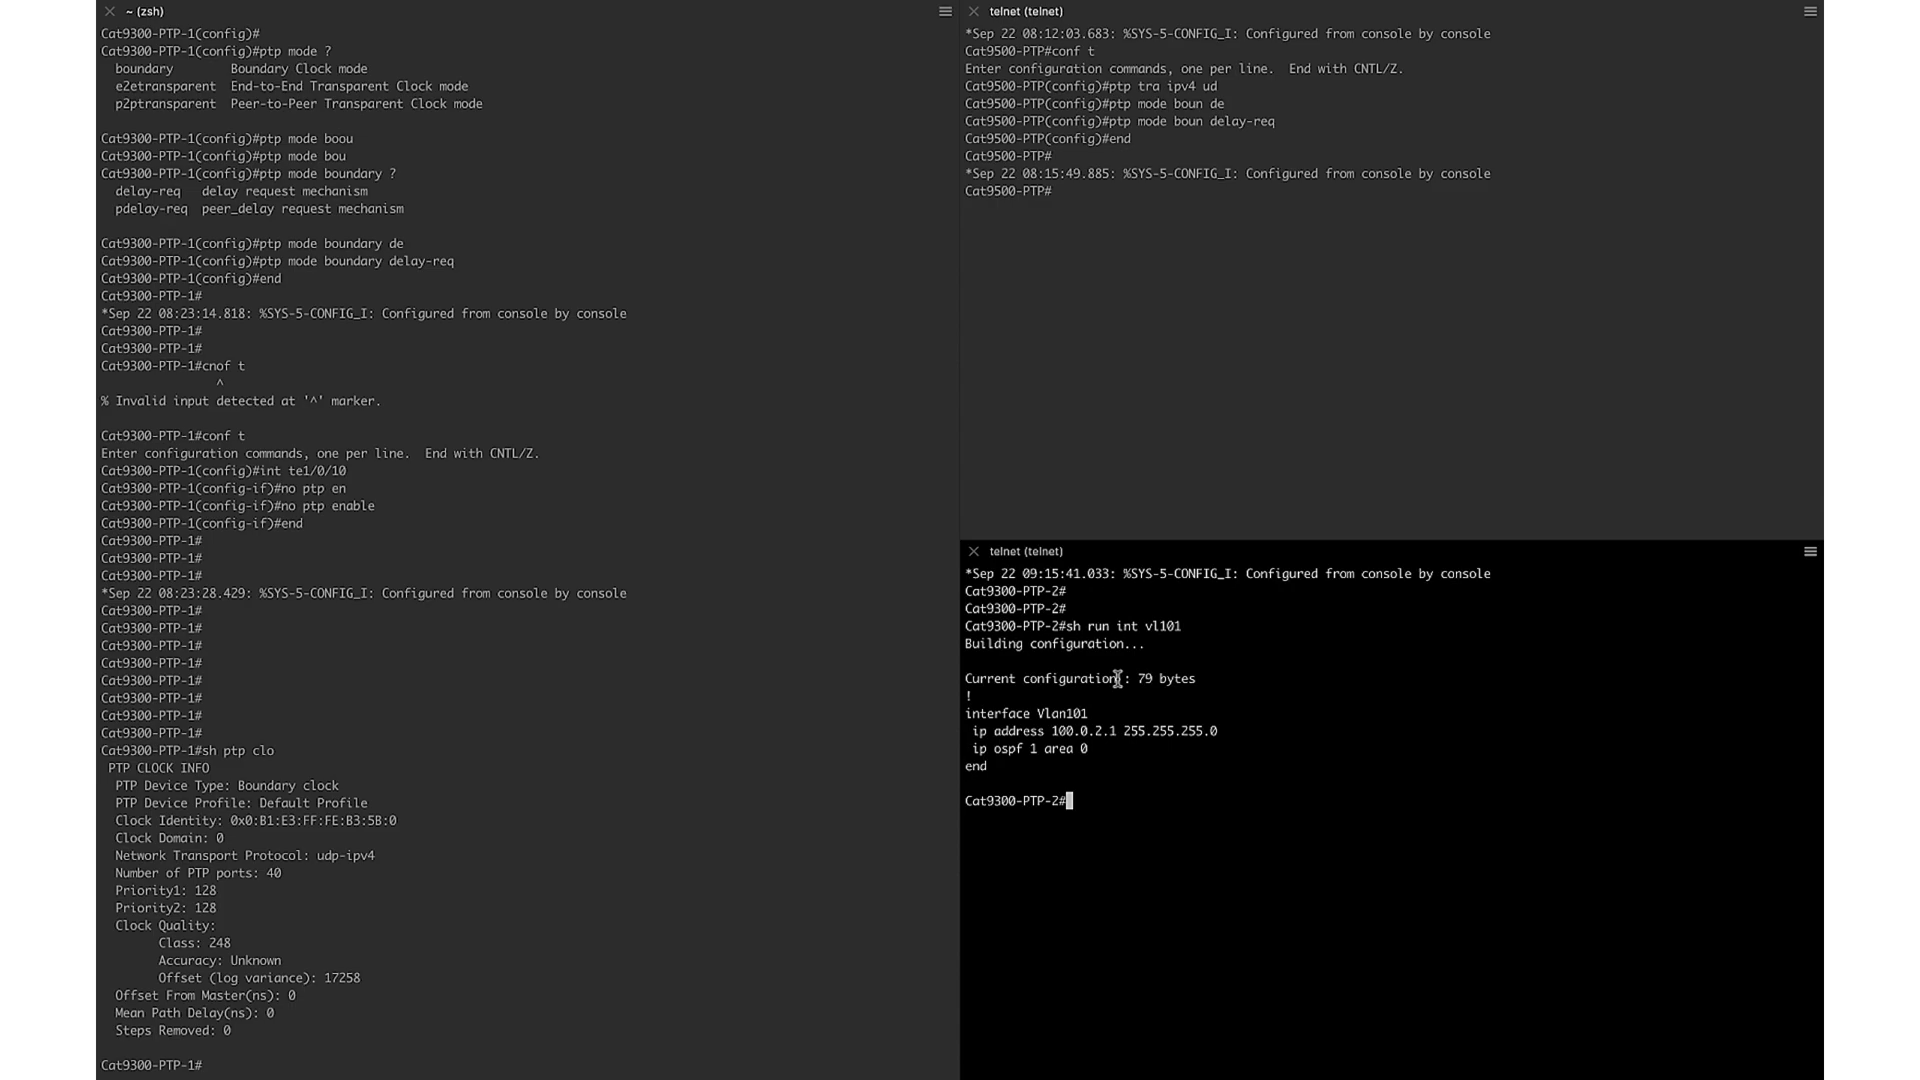 ~ (zsh)
Cat9300-PTP-1(config)#
Cat9300-PTP-1(config)#ptp mode ?
  boundary        Boundary Clock mode
  e2etransparent  End-to-End Transparent Clock mode
  p2ptransparent  Peer-to-Peer Transparent Clock mode
Cat9300-PTP-1(config)#ptp mode boou
Cat9300-PTP-1(config)#ptp mode bou
Cat9300-PTP-1(config)#ptp mode boundary ?
  delay-req   delay request mechanism
  pdelay-req  peer_delay request mechanism
Cat9300-PTP-1(config)#ptp mode boundary de
Cat9300-PTP-1(config)#ptp mode boundary delay-req
Cat9300-PTP-1(config)#end
Cat9300-PTP-1#
*Sep 22 08:23:14.818: %SYS-5-CONFIG_I: Configured from console by console
Cat9300-PTP-1#
Cat9300-PTP-1#
Cat9300-PTP-1#cnof t
^
% Invalid input detected at '^' marker.
Cat9300-PTP-1#conf t
Enter configuration commands, one per line.  End with CNTL/Z.
Cat9300-PTP-1(config)#int te1/0/10
Cat9300-PTP-1(config-if)#no ptp en
Cat9300-PTP-1(config-if)#no ptp enable
Cat9300-PTP-1(config-if)#end
Cat9300-PTP-1#
Cat9300-PTP-1#
Cat9300-PTP-1#
*Sep 22 08:23:28.429: %SYS-5-CONFIG_I: Configured from console by console
Cat9300-PTP-1#
Cat9300-PTP-1#
Cat9300-PTP-1#
Cat9300-PTP-1#
Cat9300-PTP-1#
Cat9300-PTP-1#
Cat9300-PTP-1#
Cat9300-PTP-1#
Cat9300-PTP-1#sh ptp clo
 PTP CLOCK INFO
  PTP Device Type: Boundary clock
  PTP Device Profile: Default Profile
  Clock Identity: 0x0:B1:E3:FF:FE:B3:5B:0
  Clock Domain: 0
  Network Transport Protocol: udp-ipv4
  Number of PTP ports: 40
  Priority1: 128
  Priority2: 128
  Clock Quality:
        Class: 248
        Accuracy: Unknown
        Offset (log variance): 17258
  Offset From Master(ns): 0
  Mean Path Delay(ns): 0
  Steps Removed: 0
Cat9300-PTP-1#
telnet (telnet)
*Sep 22 08:12:03.683: %SYS-5-CONFIG_I: Configured from console by console
Cat9500-PTP#conf t
Enter configuration commands, one per line.  End with CNTL/Z.
Cat9500-PTP(config)#ptp tra ipv4 ud
Cat9500-PTP(config)#ptp mode boun de
Cat9500-PTP(config)#ptp mode boun delay-req
Cat9500-PTP(config)#end
Cat9500-PTP#
*Sep 22 08:15:49.885: %SYS-5-CONFIG_I: Configured from console by console
Cat9500-PTP#
telnet (telnet)
*Sep 22 09:15:41.033: %SYS-5-CONFIG_I: Configured from console by console
Cat9300-PTP-2#
Cat9300-PTP-2#
Cat9300-PTP-2#sh run int vl101
Building configuration...
Current configuration : 79 bytes
!
interface Vlan101
 ip address 100.0.2.1 255.255.255.0
 ip ospf 1 area 0
end
Cat9300-PTP-2#